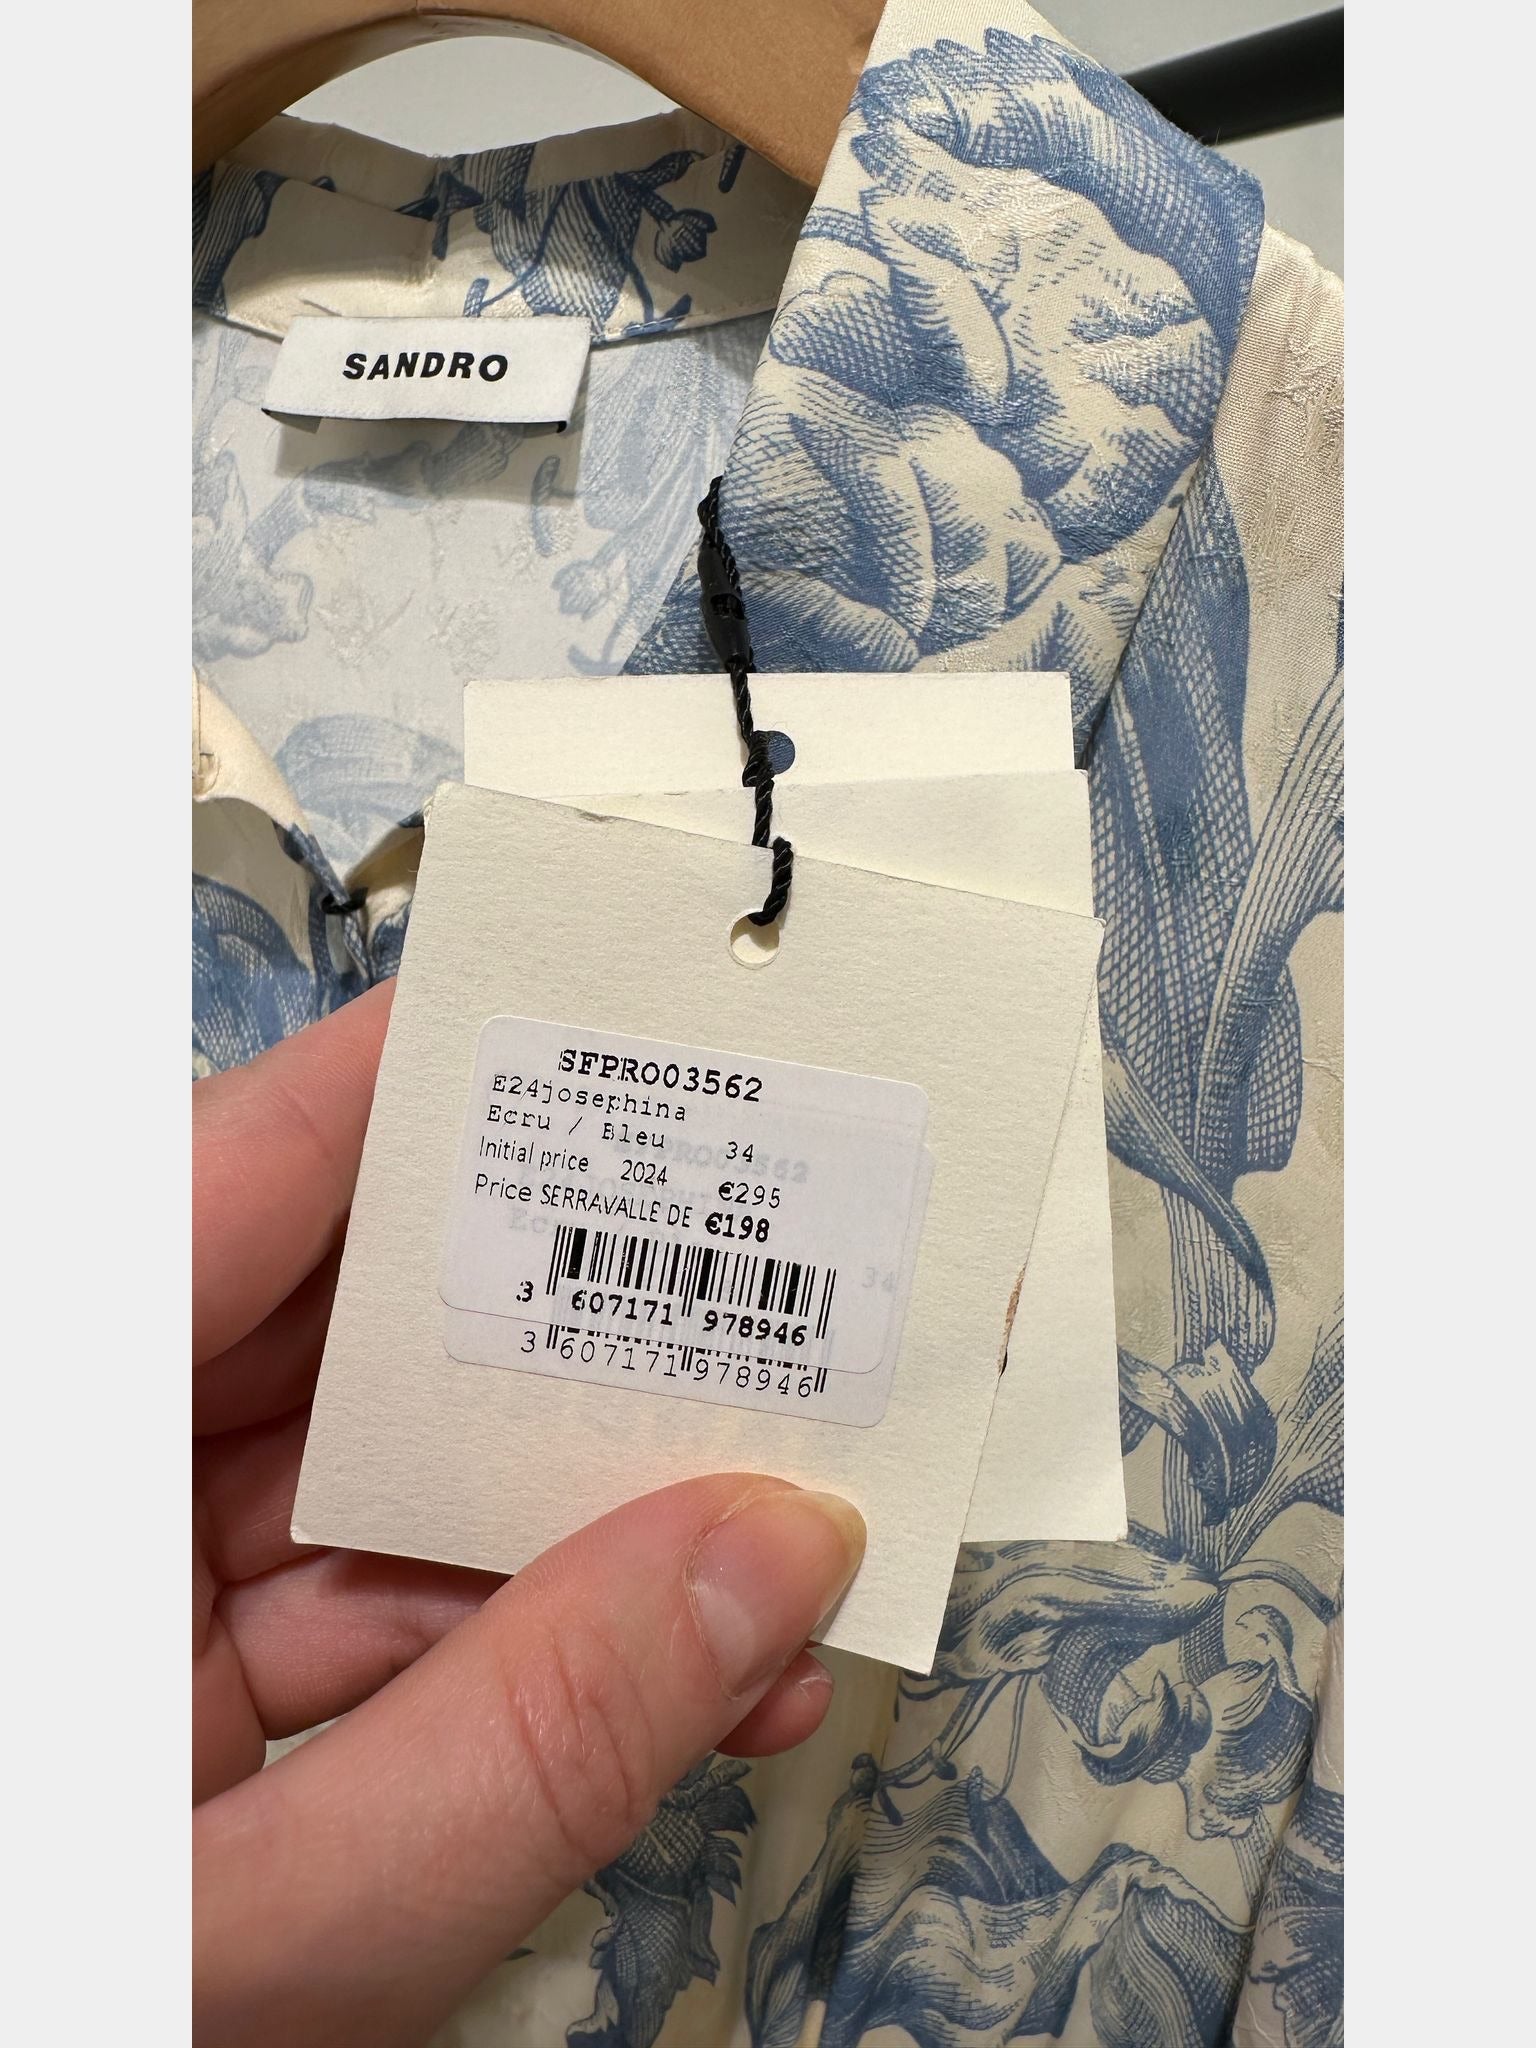 SANDRO
SFPRO03562
E24josephina
Ecru / Bleu 34
Initial price 2024 €295
Price SERRAVALLE DE €198
3 607171 978946
3 607171 978946
34